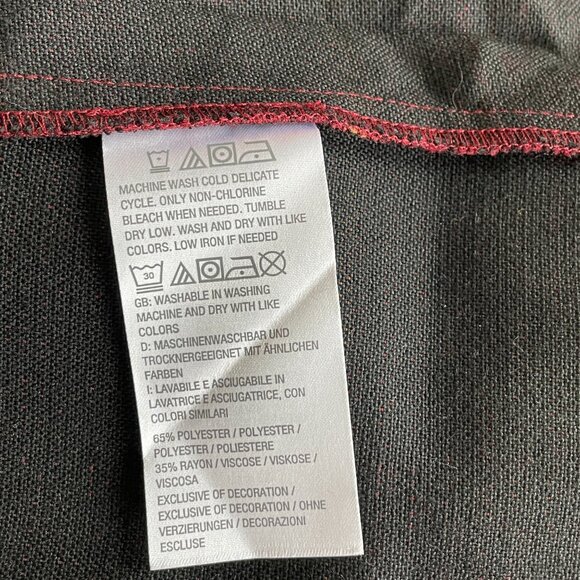 MACHINE WASH COLD DELICATE
CYCLE. ONLY NON-CHLORINE
BLEACH WHEN NEEDED. TUMBLE
DRY LOW. WASH AND DRY WITH LIKE
COLORS. LOW IRON IF NEEDED
30
GB: WASHABLE IN WASHING
MACHINE AND DRY WITH LIKE
COLORS
D: MASCHINENWASCHBAR UND
TROCKNERGEEIGNET MIT ÄHNLICHEN
FARBEN
I: LAVABILE E ASCIUGABILE IN
LAVATRICE E ASCIUGATRICE, CON
COLORI SIMILARI
65% POLYESTER / POLYESTER /
POLYESTER / POLIESTERE
35% RAYON / VISCOSE / VISKOSE /
VISCOSA
EXCLUSIVE OF DECORATION /
EXCLUSIVE OF DECORATION / OHNE
VERZIERUNGEN / DECORAZIONI
ESCLUSE